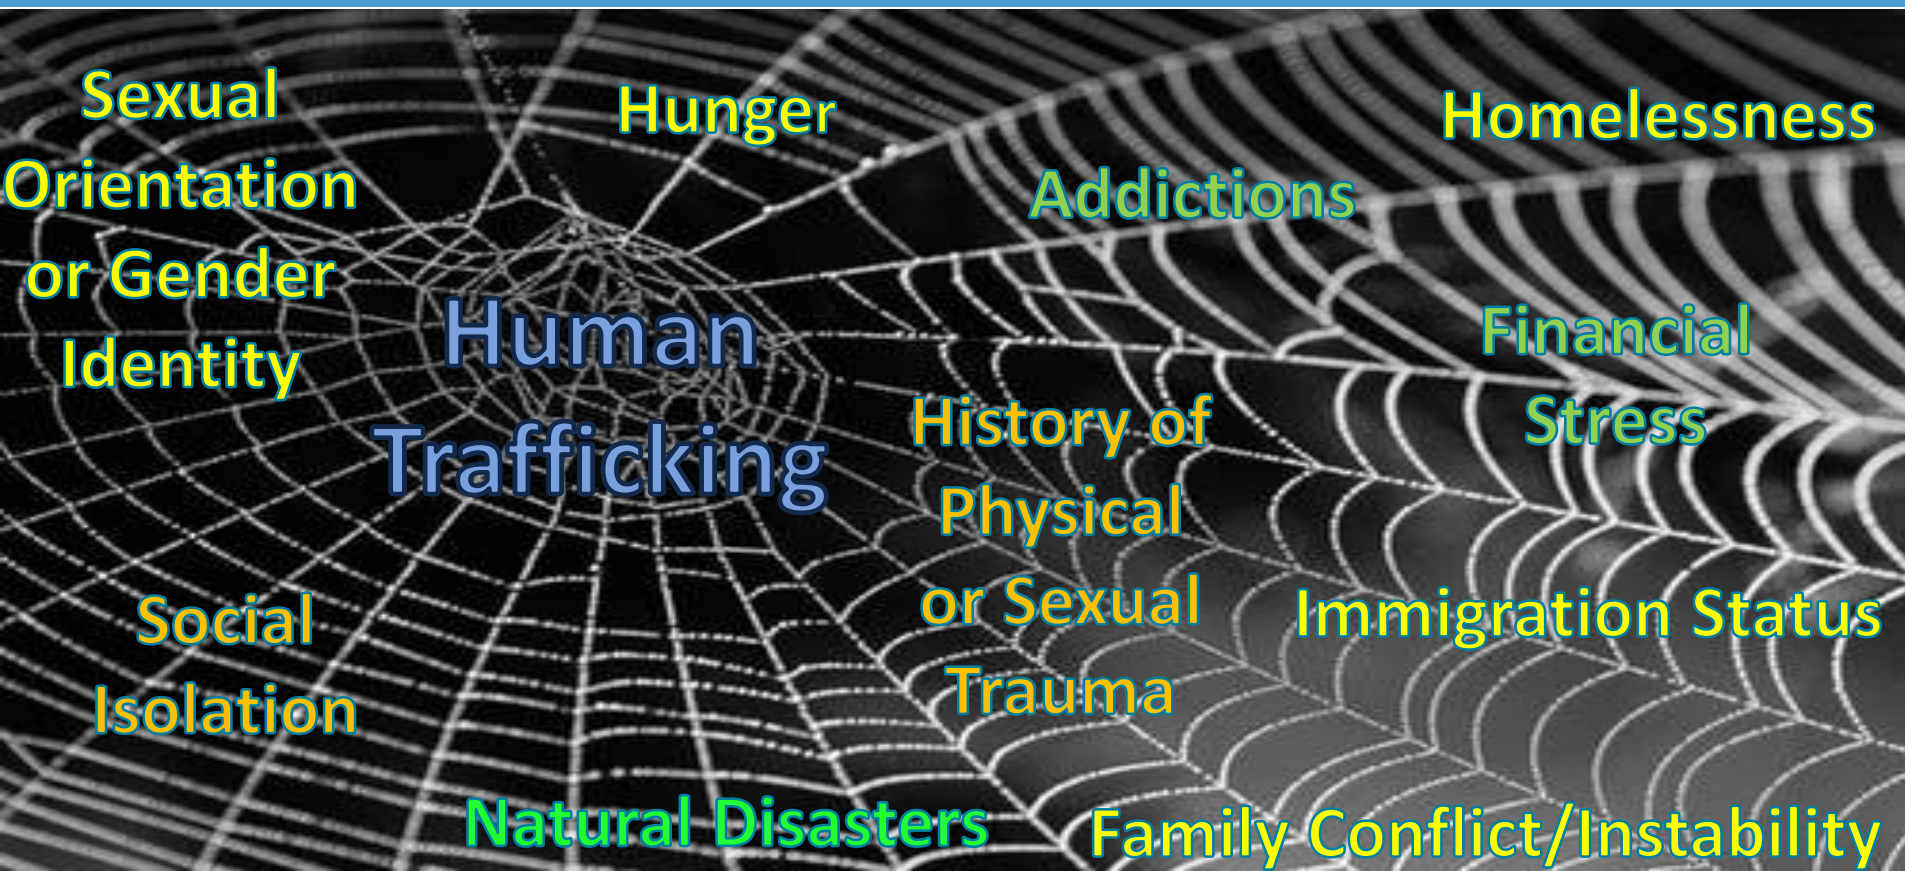 Sexual
Orientation
or Gender
Identity
Hunger
Addictions
Homelessness
Human
Trafficking
Financial
Stress
History of
Physical
or Sexual
Trauma
Social
Isolation
Immigration Status
Natural Disasters
Family Conflict/Instability